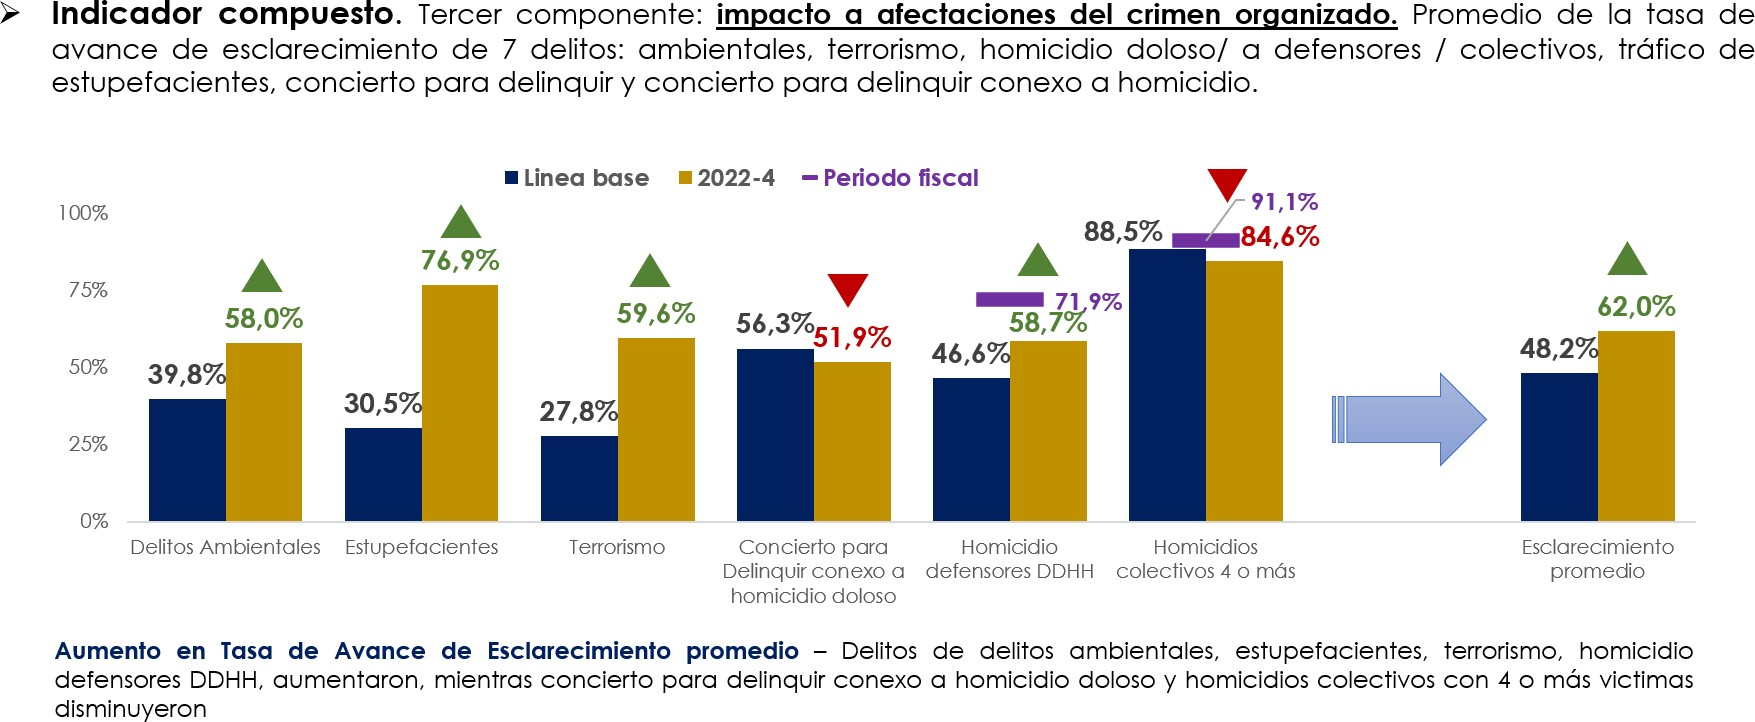 ➢ Indicador compuesto. Tercer componente: impacto a afectaciones del crimen organizado. Promedio de la tasa de
avance de esclarecimiento de 7 delitos: ambientales, terrorismo, homicidio doloso/ a defensores / colectivos, tráfico de
estupefacientes, concierto para delinquir y concierto para delinquir conexo a homicidio.
Linea base 2022-4 Periodo fiscal
100%
75%
50%
25%
0%
39,8%
58,0%
30,5%
76,9%
27,8%
59,6%
56,3%
51,9%
46,6%
58,7%
71,9%
88,5%
84,6%
91,1%
48,2%
62,0%
Delitos Ambientales
Estupefacientes
Terrorismo
Concierto para
Delinquir conexo a
homicidio doloso
Homicidio
defensores DDHH
Homicidios
colectivos 4 o más
Esclarecimiento
promedio
Aumento en Tasa de Avance de Esclarecimiento promedio – Delitos de delitos ambientales, estupefacientes, terrorismo, homicidio
defensores DDHH, aumentaron, mientras concierto para delinquir conexo a homicidio doloso y homicidios colectivos con 4 o más victimas
disminuyeron